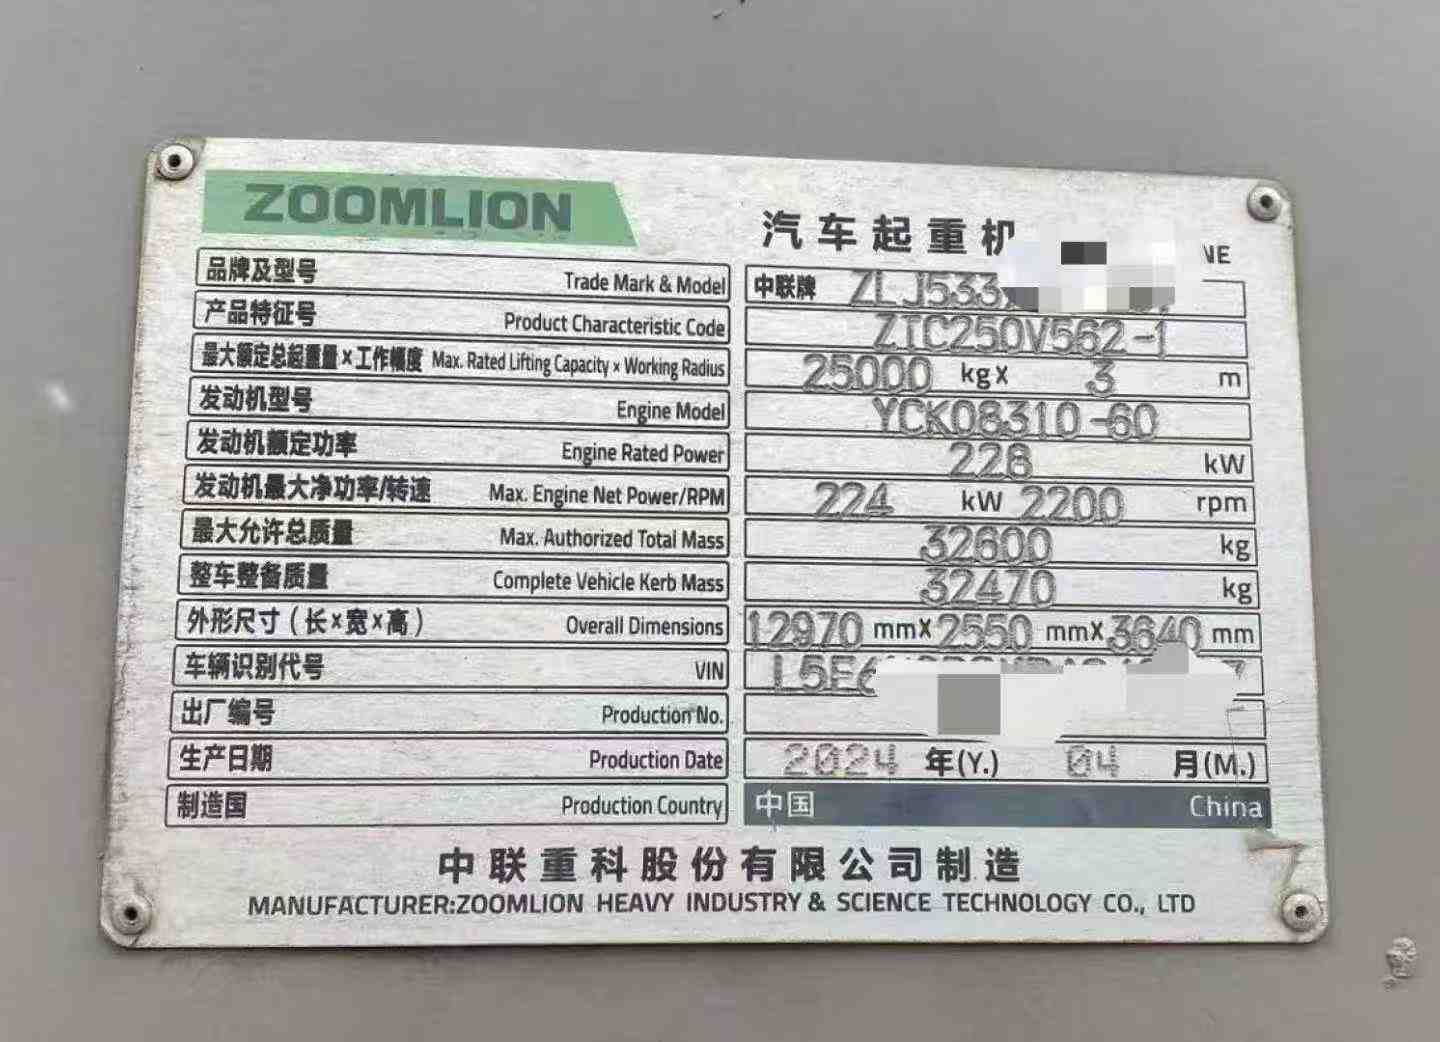 ZOOMLION
汽车起重机
NE
品牌及型号 Trade Mark & Model 中联牌 ZLJ533
产品特征号 Product Characteristic Code ZTC250V562-1
最大额定总起重量×工作幅度 Max. Rated Lifting Capacity × Working Radius 25000 kg× 3 m
发动机型号 Engine Model YCK08310-60
发动机额定功率 Engine Rated Power 228 kW
发动机最大净功率/转速 Max. Engine Net Power/RPM 224 kW 2200 rpm
最大允许总质量 Max. Authorized Total Mass 32600 kg
整车整备质量 Complete Vehicle Kerb Mass 32470 kg
外形尺寸(长×宽×高) Overall Dimensions 12970 mm×2550 mm×3640 mm
车辆识别代号 VIN L5E6
出厂编号 Production No.
生产日期 Production Date 2024 年(Y.) 04 月(M.)
制造国 Production Country 中国 China
中联重科股份有限公司制造
MANUFACTURER:ZOOMLION HEAVY INDUSTRY & SCIENCE TECHNOLOGY CO., LTD